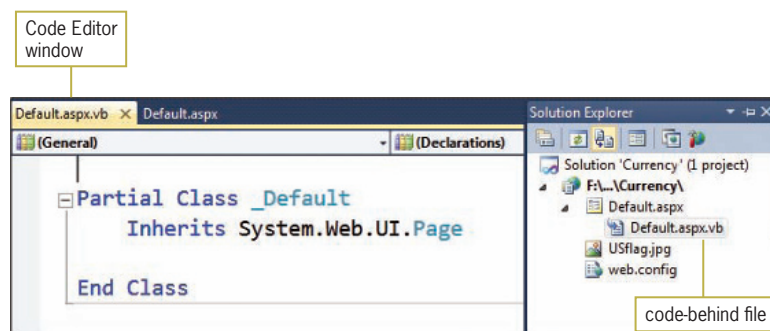 Code Editor
window
Default.aspx.vb Default.aspx
(General) (Declarations)
Partial Class _Default
Inherits System.Web.UI.Page
End Class
Solution Explorer
Solution 'Currency' (1 project)
F:\...\Currency\
Default.aspx
Default.aspx.vb
USflag.jpg
web.config
code-behind file